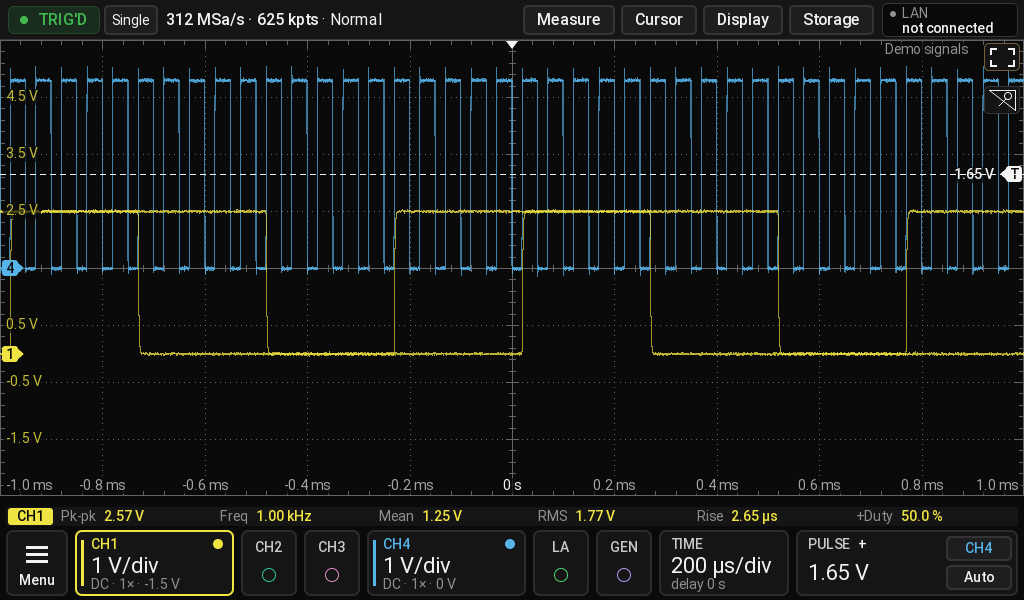 TRIG'D Single 312 MSa/s · 625 kpts · Normal Measure Cursor Display Storage LAN
not connected
Demo signals
4.5 V
3.5 V
1.65 V T
2.5 V
4
0.5 V
1
-0.5 V
-1.5 V
-1.0 ms -0.8 ms -0.6 ms -0.4 ms -0.2 ms 0 s 0.2 ms 0.4 ms 0.6 ms 0.8 ms 1.0 ms
CH1 Pk-pk 2.57 V Freq 1.00 kHz Mean 1.25 V RMS 1.77 V Rise 2.65 µs +Duty 50.0 %
Menu
CH1
1 V/div
DC · 1× · -1.5 V
CH2
CH3
CH4
1 V/div
DC · 1× · 0 V
LA
GEN
TIME
200 µs/div
delay 0 s
PULSE +
1.65 V
CH4
Auto